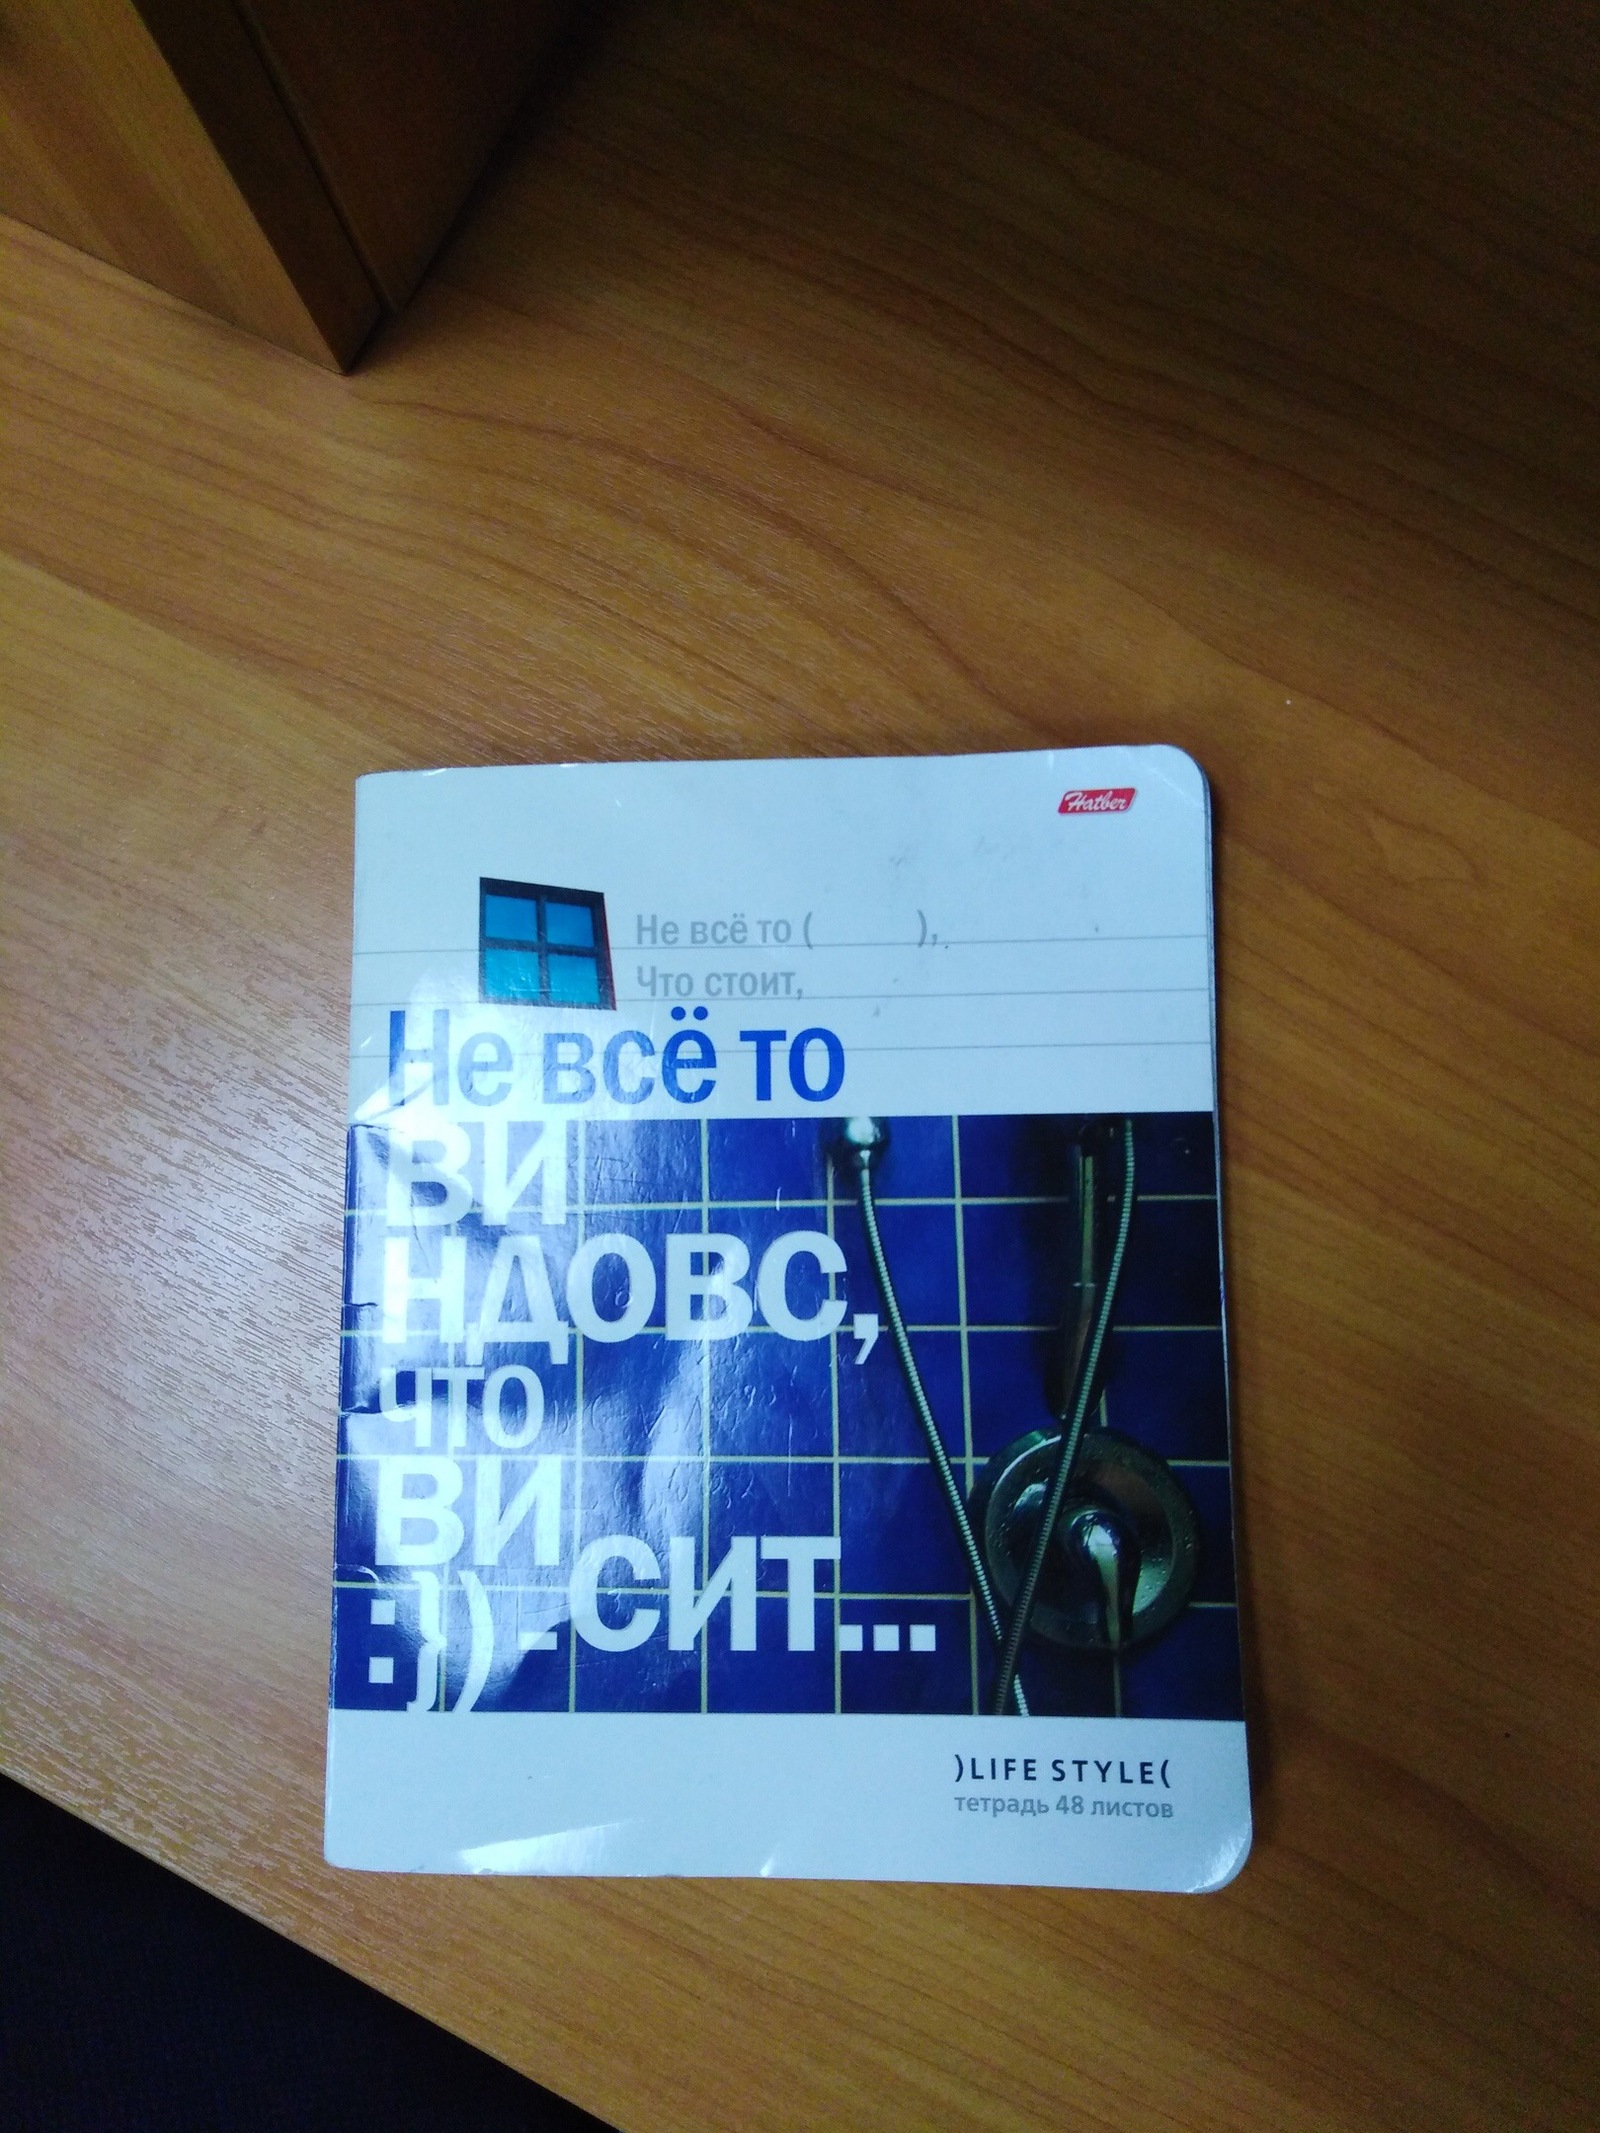 Hatber
Не всё то (          ),
Что стоит,
Не всё то
ви
ндовс,
что
ви
:}) -сит...
)LIFE STYLE(
тетрадь 48 листов